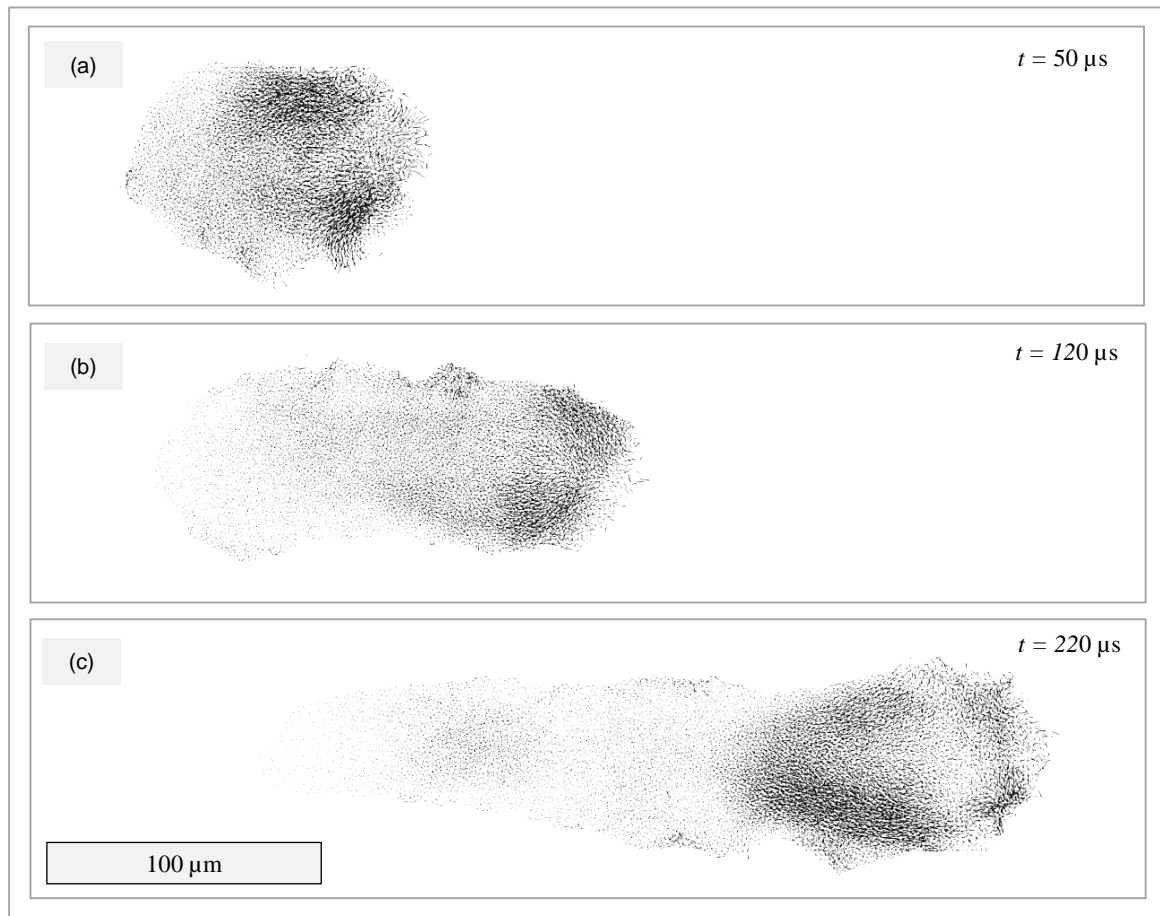 (a)
t = 50 µs
(b)
t = 120 µs
(c)
t = 220 µs
100 µm